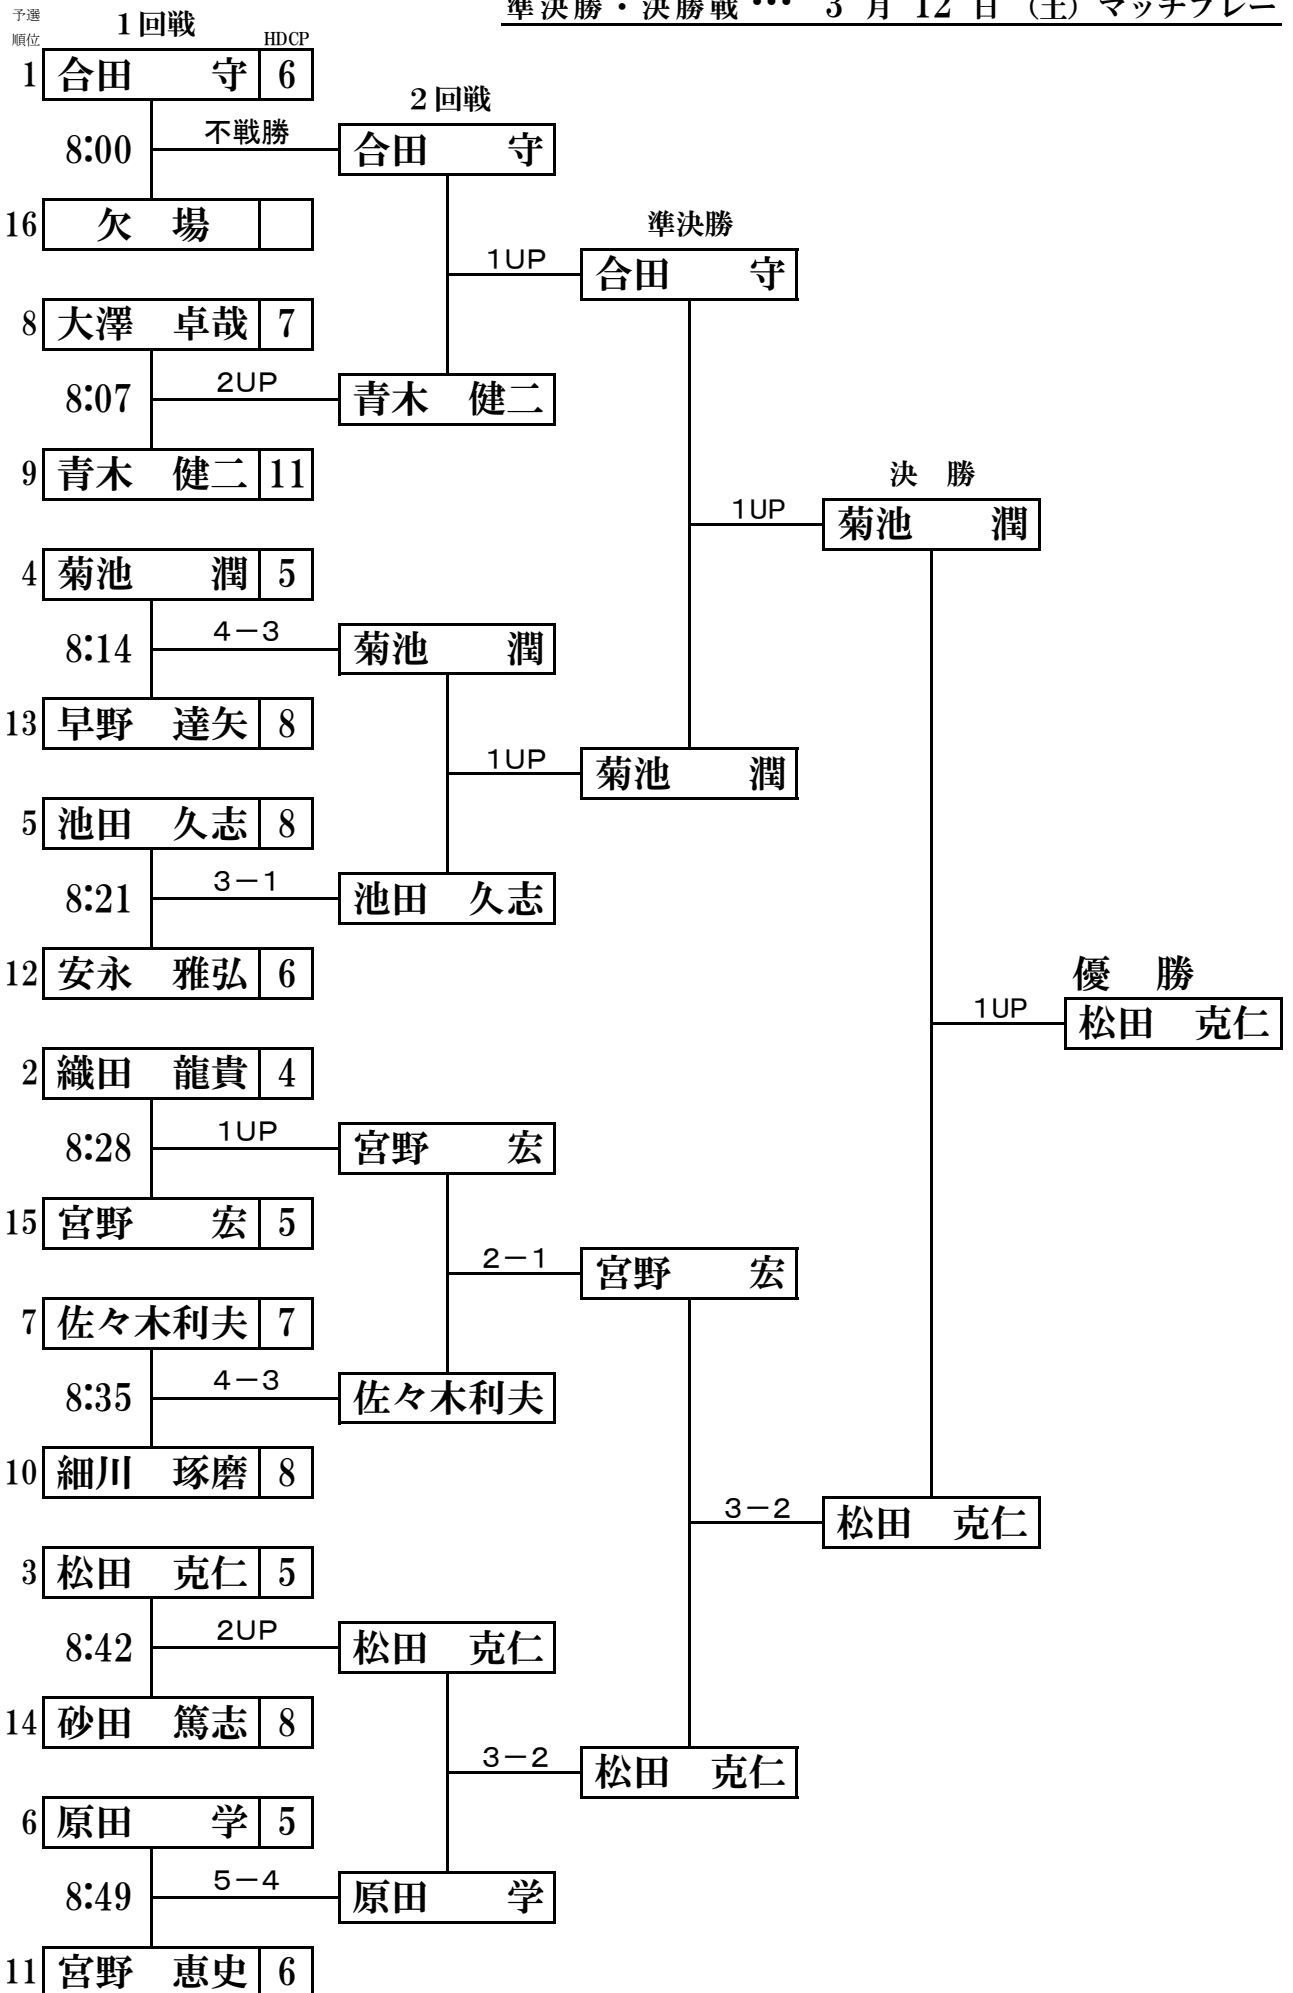 準決勝・決勝戦 ･･･ 3 月 12 日 （土）マッチプレー
予選
順位
1回戦
HDCP
1 合田 守 6
2回戦
8:00 不戦勝 合田 守
16 欠 場
準決勝
1UP 合田 守
8 大澤 卓哉 7
8:07 2UP 青木 健二
9 青木 健二 11
決 勝
1UP 菊池 潤
4 菊池 潤 5
8:14 4－3 菊池 潤
13 早野 達矢 8
1UP 菊池 潤
5 池田 久志 8
8:21 3－1 池田 久志
12 安永 雅弘 6
優 勝
1UP 松田 克仁
2 織田 龍貴 4
8:28 1UP 宮野 宏
15 宮野 宏 5
2－1 宮野 宏
7 佐々木利夫 7
8:35 4－3 佐々木利夫
10 細川 琢磨 8
3－2 松田 克仁
3 松田 克仁 5
8:42 2UP 松田 克仁
14 砂田 篤志 8
3－2 松田 克仁
6 原田 学 5
8:49 5－4 原田 学
11 宮野 恵史 6